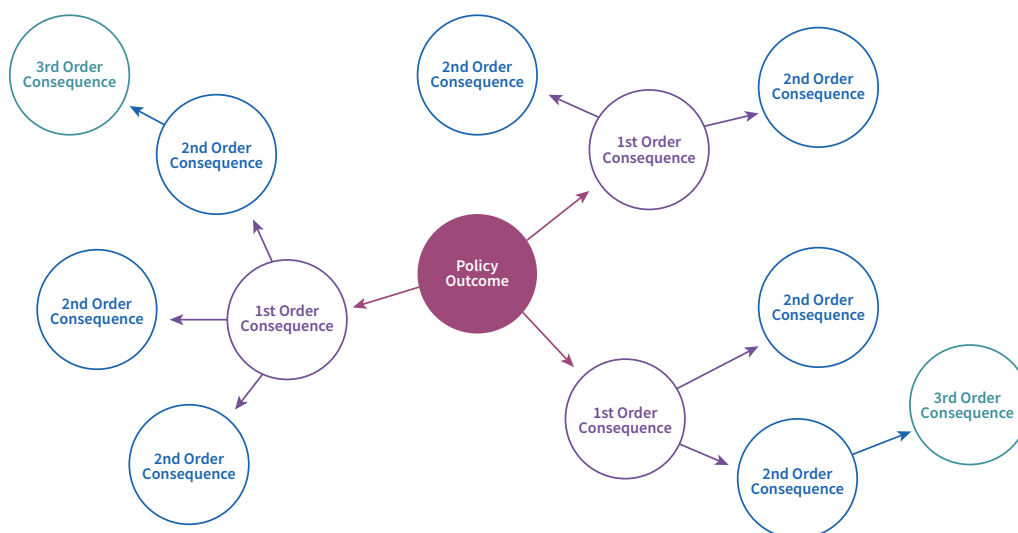 3rd Order
Consequence
2nd Order
Consequence
2nd Order
Consequence
2nd Order
Consequence
1st Order
Consequence
2nd Order
Consequence
Policy
Outcome
2nd Order
Consequence
1st Order
Consequence
2nd Order
Consequence
2nd Order
Consequence
1st Order
Consequence
3rd Order
Consequence
2nd Order
Consequence